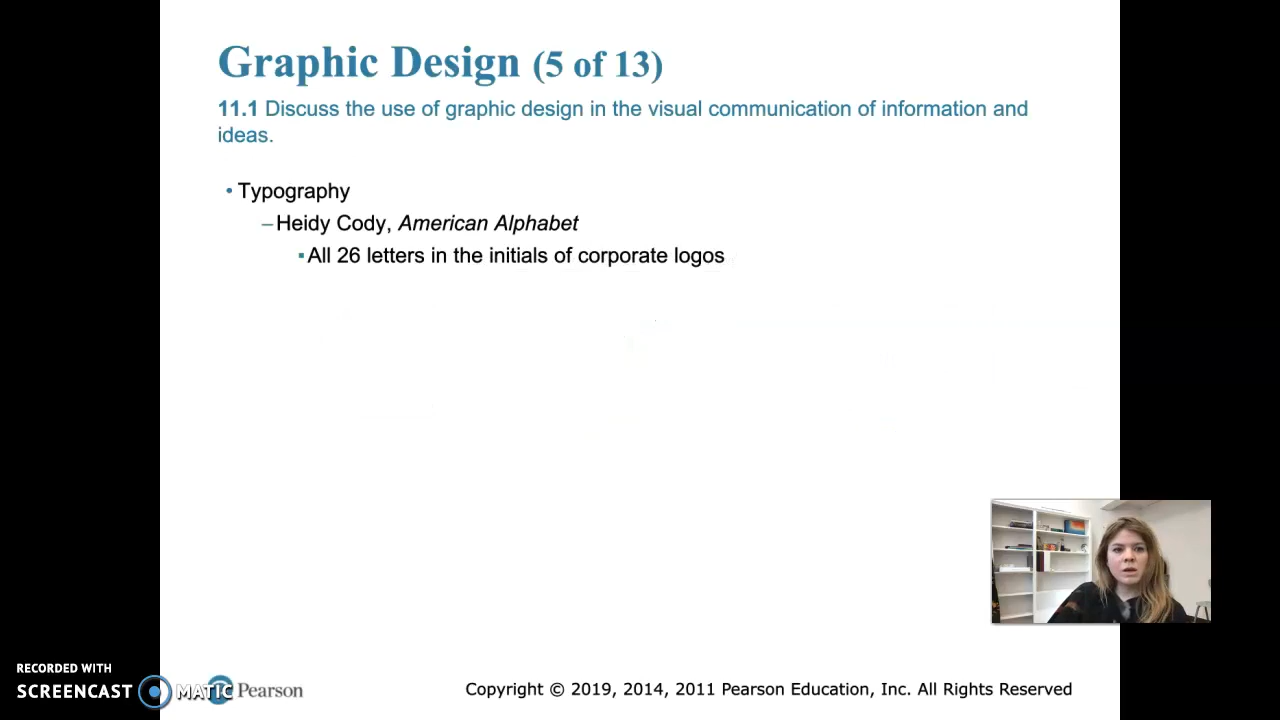 Graphic Design (5 of 13)
11.1 Discuss the use of graphic design in the visual communication of information and
ideas.
• Typography
–Heidy Cody, American Alphabet
▪All 26 letters in the initials of corporate logos
RECORDED WITH
SCREENCAST MATIC
Pearson
Copyright © 2019, 2014, 2011 Pearson Education, Inc. All Rights Reserved